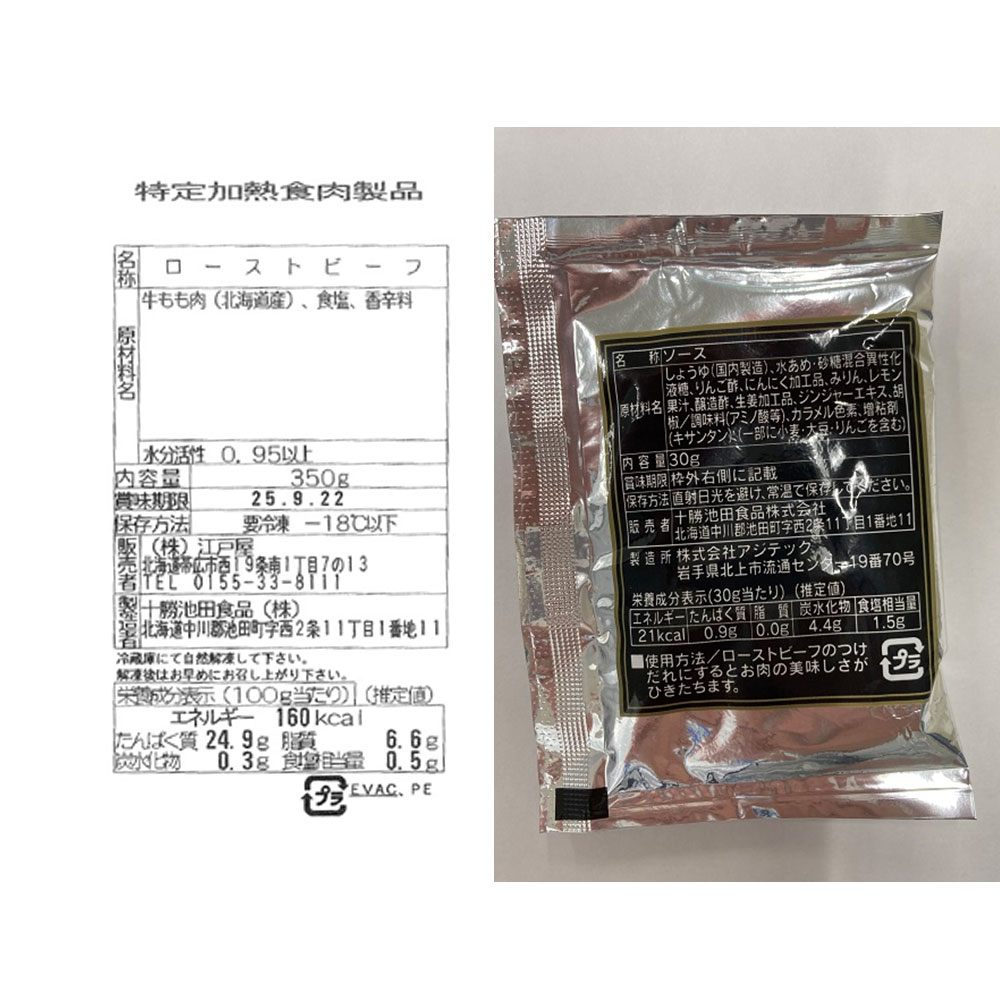 特定加熱食肉製品
名称 ローストビーフ
原材料名 牛もも肉（北海道産）、食塩、香辛料
水分活性 0.95以上
内容量 350g
賞味期限 25.9.22
保存方法 要冷凍 －18℃以下
販売者 （株）江戸屋
北海道帯広市西19条南1丁目7の13
TEL 0155-33-8111
製造者 十勝池田食品（株）
北海道中川郡池田町字西2条11丁目1番地11
冷蔵庫にて自然解凍して下さい。
解凍後はお早めにお召し上がり下さい。
栄養成分表示（100g当たり）（推定値）
エネルギー 160kcal
たんぱく質 24.9g 脂質 6.6g
炭水化物 0.3g 食塩相当量 0.5g
プラ EVAC、PE
名称 ソース
原材料名 しょうゆ（国内製造）、水あめ・砂糖混合異性化
液糖、りんご酢、にんにく加工品、みりん、レモン
果汁、醸造酢、生姜加工品、ジンジャーエキス、胡
椒／調味料（アミノ酸等）、カラメル色素、増粘剤
（キサンタン）、（一部に小麦・大豆・りんごを含む）
内容量 30g
賞味期限 枠外右側に記載
保存方法 直射日光を避け、常温で保存してください。
販売者 十勝池田食品株式会社
北海道中川郡池田町字西2条11丁目1番地11
製造所 株式会社アジテック
岩手県北上市流通センター19番70号
栄養成分表示（30g当たり）（推定値）
エネルギー たんぱく質 脂質 炭水化物 食塩相当量
21kcal 0.9g 0.0g 4.4g 1.5g
■使用方法／ローストビーフのつけ
だれにするとお肉の美味しさが
ひきたちます。
プラ